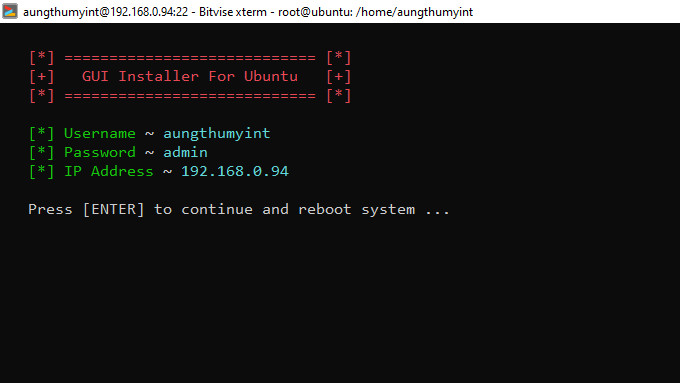 aungthumyint@192.168.0.94:22 - Bitvise xterm - root@ubuntu: /home/aungthumyint
[*] ============================ [*]
[+] GUI Installer For Ubuntu [+]
[*] ============================ [*]
[*] Username ~ aungthumyint
[*] Password ~ admin
[*] IP Address ~ 192.168.0.94
Press [ENTER] to continue and reboot system ...